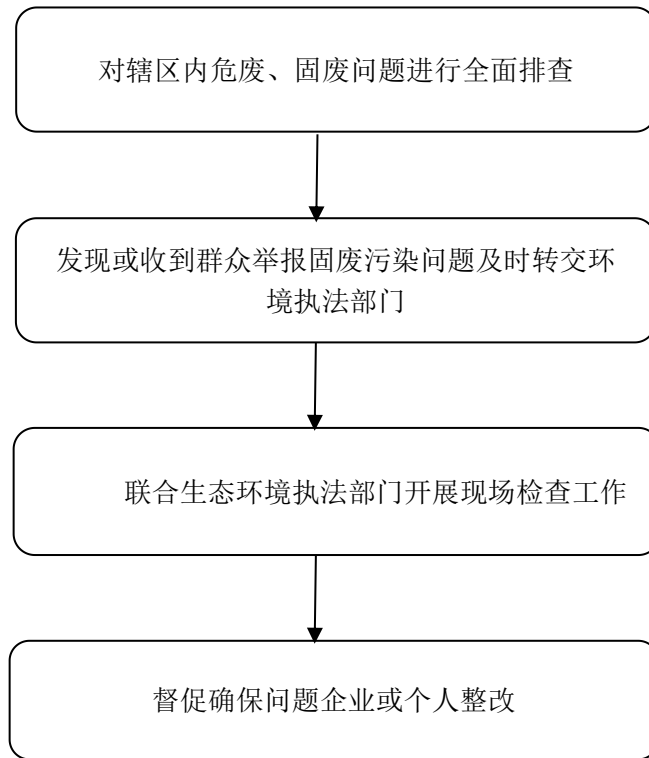 对辖区内危废、固废问题进行全面排查
发现或收到群众举报固废污染问题及时转交环
境执法部门
联合生态环境执法部门开展现场检查工作
督促确保问题企业或个人整改